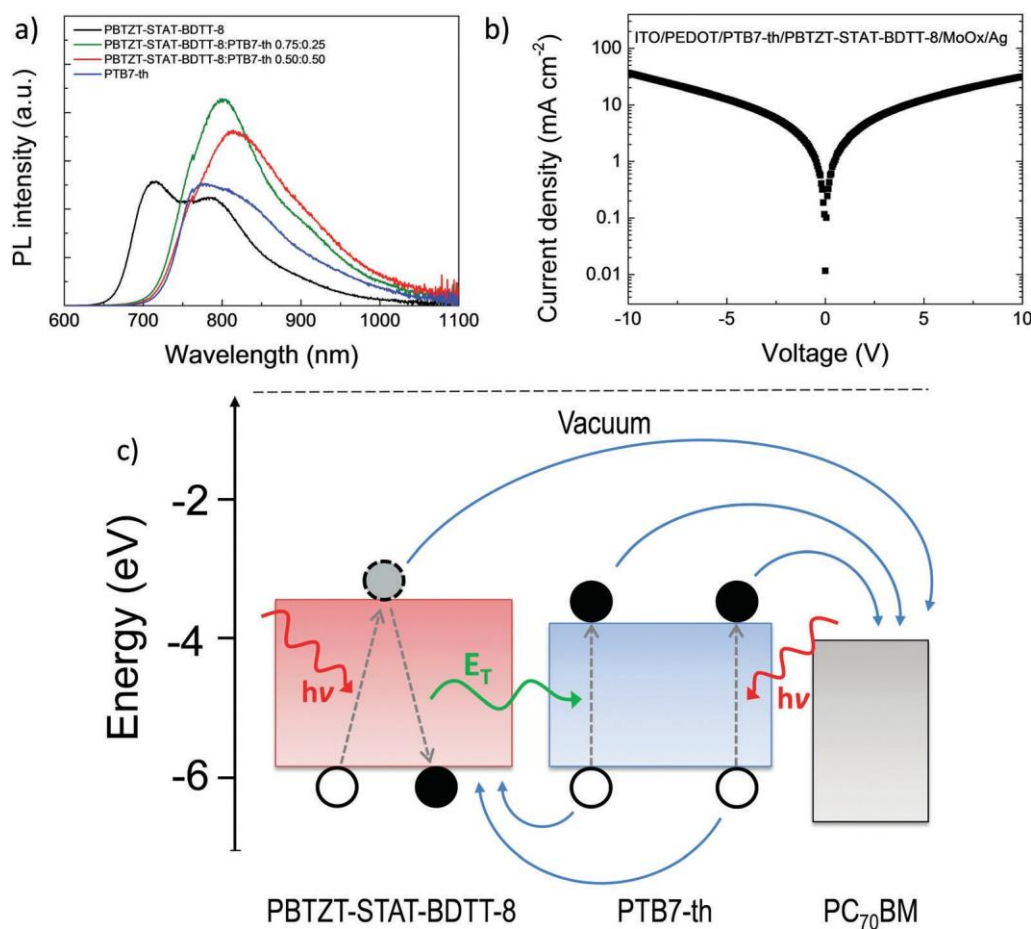 a)
PBTZT-STAT-BDTT-8
PBTZT-STAT-BDTT-8:PTB7-th 0.75:0.25
PBTZT-STAT-BDTT-8:PTB7-th 0.50:0.50
PTB7-th
PL intensity (a.u.)
600 700 800 900 1000 1100
Wavelength (nm)
b)
ITO/PEDOT/PTB7-th/PBTZT-STAT-BDTT-8/MoOx/Ag
Current density (mA cm⁻²)
100
10
1
0.1
0.01
-10 -5 0 5 10
Voltage (V)
c)
Vacuum
Energy (eV)
-2
-4
-6
hν
E_T
hν
PBTZT-STAT-BDTT-8 PTB7-th PC₇₀BM